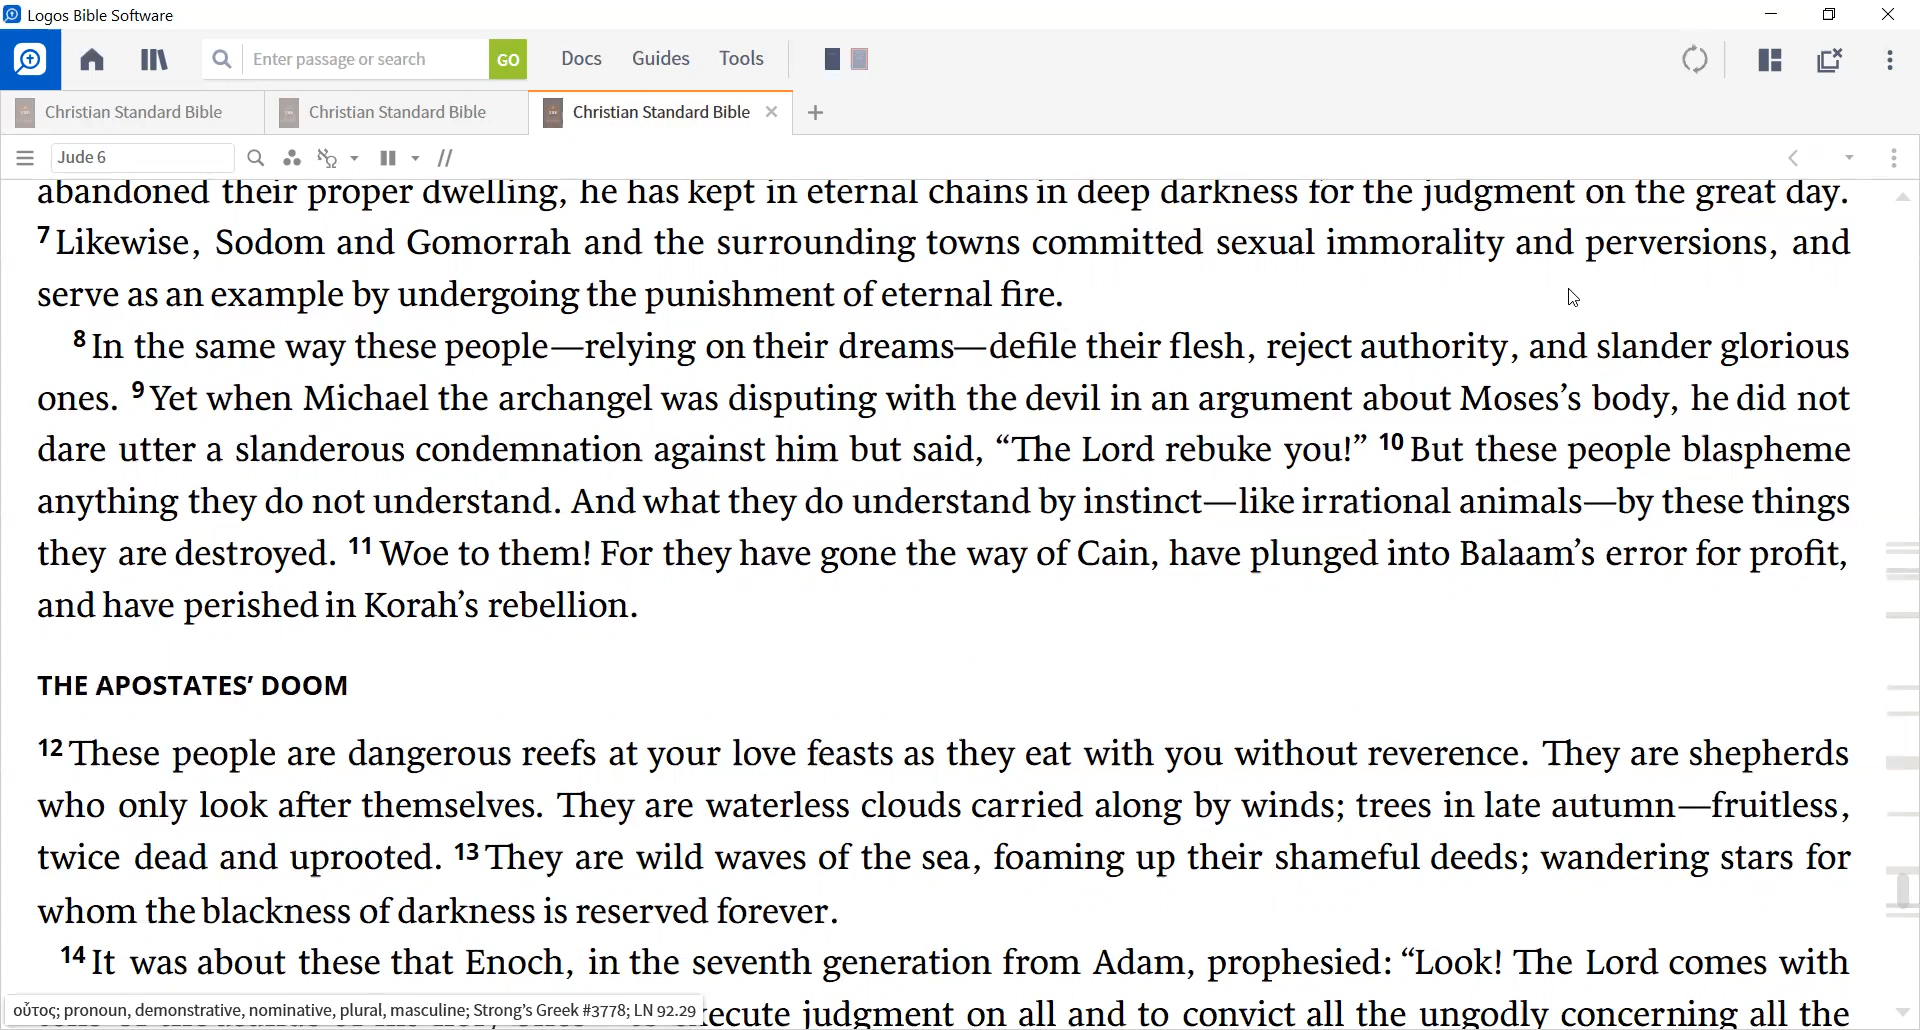 Logos Bible Software
Enter passage or search
GO
Docs
Guides
Tools
Christian Standard Bible
Christian Standard Bible
Christian Standard Bible
Jude 6
abandoned their proper dwelling, he has kept in eternal chains in deep darkness for the judgment on the great day.
7 Likewise, Sodom and Gomorrah and the surrounding towns committed sexual immorality and perversions, and
serve as an example by undergoing the punishment of eternal fire.
8 In the same way these people—relying on their dreams—defile their flesh, reject authority, and slander glorious
ones. 9 Yet when Michael the archangel was disputing with the devil in an argument about Moses’s body, he did not
dare utter a slanderous condemnation against him but said, “The Lord rebuke you!” 10 But these people blaspheme
anything they do not understand. And what they do understand by instinct—like irrational animals—by these things
they are destroyed. 11 Woe to them! For they have gone the way of Cain, have plunged into Balaam’s error for profit,
and have perished in Korah’s rebellion.
THE APOSTATES’ DOOM
12 These people are dangerous reefs at your love feasts as they eat with you without reverence. They are shepherds
who only look after themselves. They are waterless clouds carried along by winds; trees in late autumn—fruitless,
twice dead and uprooted. 13 They are wild waves of the sea, foaming up their shameful deeds; wandering stars for
whom the blackness of darkness is reserved forever.
14 It was about these that Enoch, in the seventh generation from Adam, prophesied: “Look! The Lord comes with
judgment on all and to convict all the ungodly concerning all the
οὗτος; pronoun, demonstrative, nominative, plural, masculine; Strong’s Greek #3778; LN 92.29